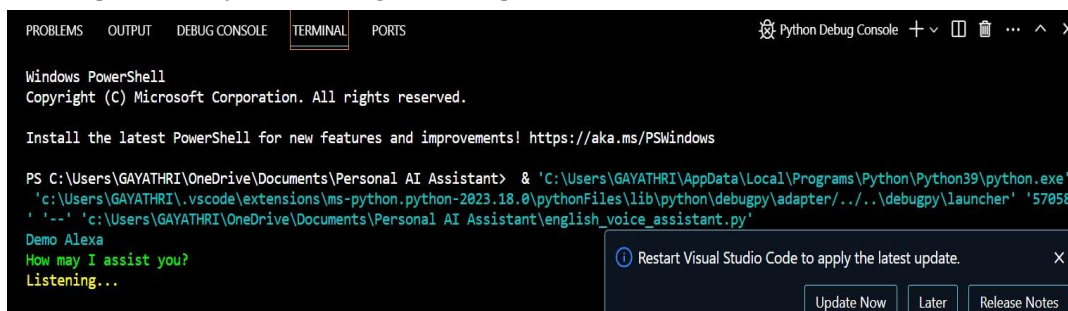 PROBLEMS OUTPUT DEBUG CONSOLE TERMINAL PORTS Python Debug Console
Windows PowerShell
Copyright (C) Microsoft Corporation. All rights reserved.
Install the latest PowerShell for new features and improvements! https://aka.ms/PSWindows
PS C:\Users\GAYATHRI\OneDrive\Documents\Personal AI Assistant> & 'C:\Users\GAYATHRI\AppData\Local\Programs\Python\Python39\python.exe'
'c:\Users\GAYATHRI\.vscode\extensions\ms-python.python-2023.18.0\pythonFiles\lib\python\debugpy\adapter/../..\debugpy\launcher' '57058
' '--' 'c:\Users\GAYATHRI\OneDrive\Documents\Personal AI Assistant\english_voice_assistant.py'
Demo Alexa
How may I assist you?
Listening...
Restart Visual Studio Code to apply the latest update.
Update Now Later Release Notes